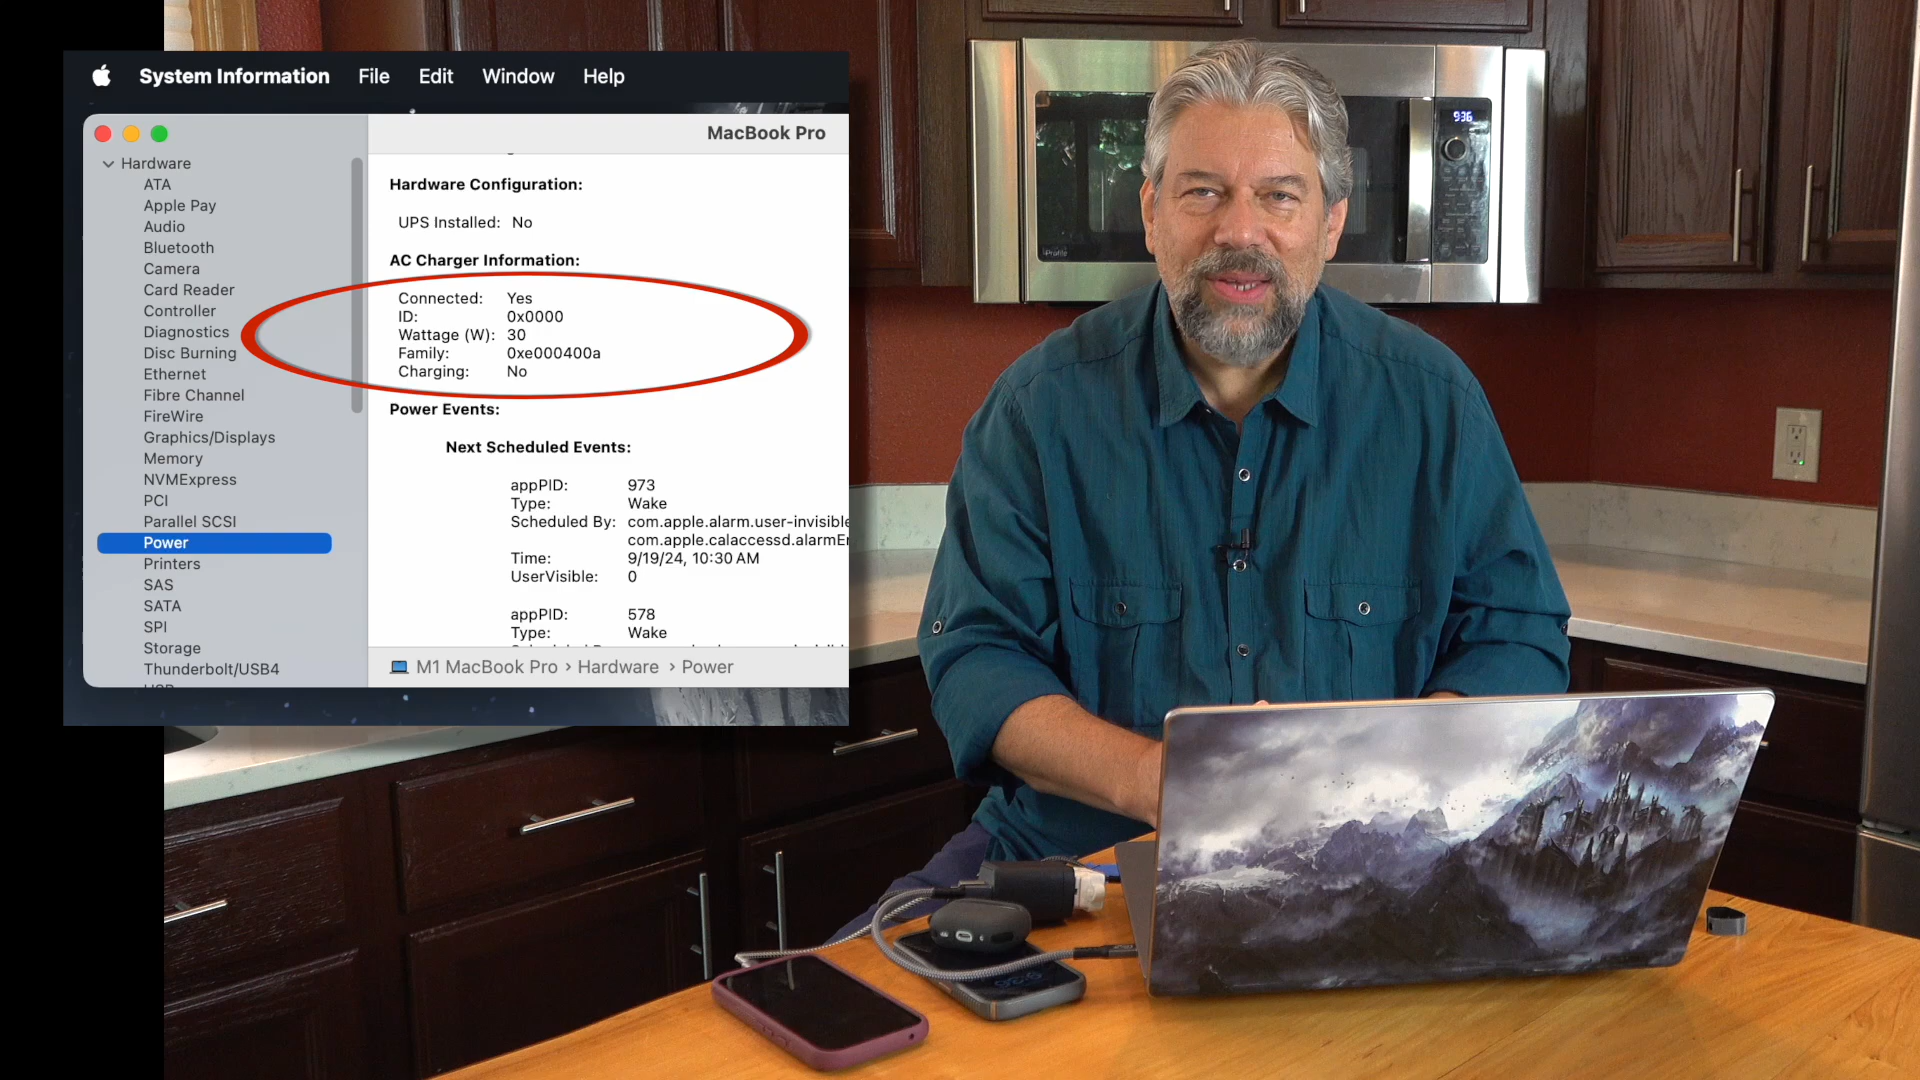 System Information File Edit Window Help
MacBook Pro
Hardware
ATA
Apple Pay
Audio
Bluetooth
Camera
Card Reader
Controller
Diagnostics
Disc Burning
Ethernet
Fibre Channel
FireWire
Graphics/Displays
Memory
NVMExpress
PCI
Parallel SCSI
Power
Printers
SAS
SATA
SPI
Storage
Thunderbolt/USB4
Hardware Configuration:
UPS Installed: No
AC Charger Information:
Connected: Yes
ID: 0x0000
Wattage (W): 30
Family: 0xe000400a
Charging: No
Power Events:
Next Scheduled Events:
appPID: 973
Type: Wake
Scheduled By: com.apple.alarm.user-invisible
com.apple.calaccessd.alarmEn
Time: 9/19/24, 10:30 AM
UserVisible: 0
appPID: 578
Type: Wake
M1 MacBook Pro › Hardware › Power
936
Profile